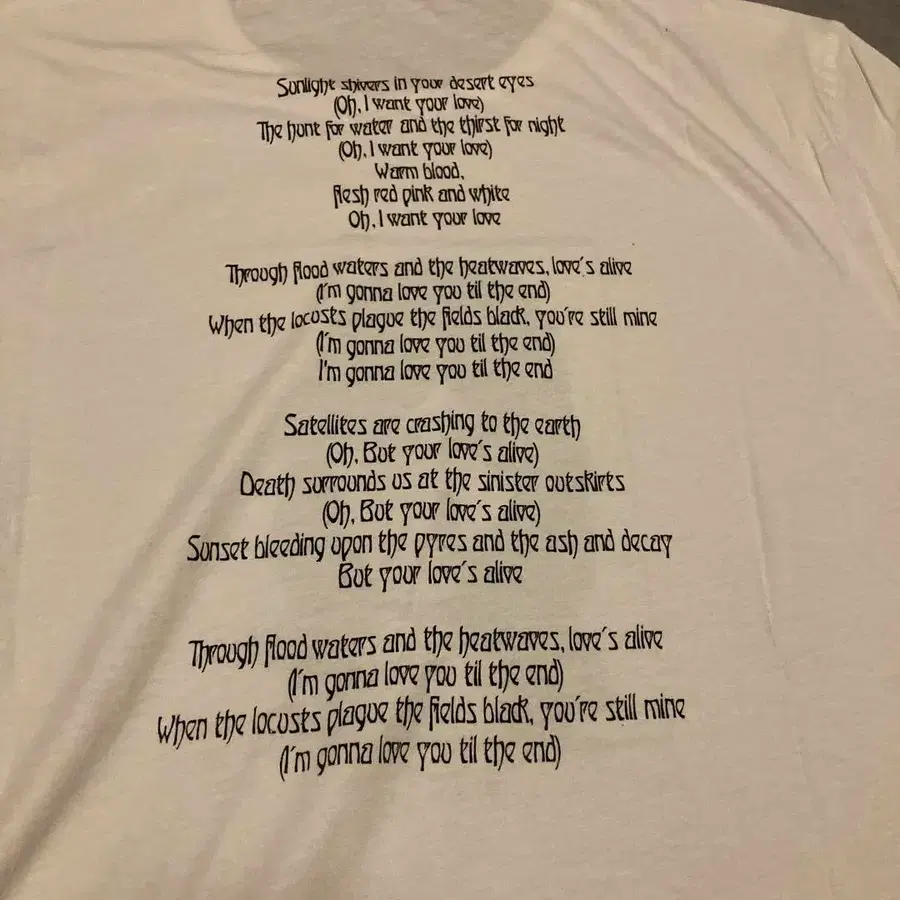 Sunlight shivers in your desert eyes
(Oh, I want your love)
The hunt for water and the thirst for night
(Oh, I want your love)
Warm blood,
flesh red pink and white
Oh, I want your love
Through flood waters and the heatwaves, love's alive
(I'm gonna love you til the end)
When the locusts plague the fields black, you're still mine
(I'm gonna love you til the end)
I'm gonna love you til the end
Satellites are crashing to the earth
(Oh, But your love's alive)
Death surrounds us at the sinister outskirts
(Oh, But your love's alive)
Sunset bleeding upon the pyres and the ash and decay
But your love's alive
Through flood waters and the heatwaves, love's alive
(I'm gonna love you til the end)
When the locusts plague the fields black, you're still mine
(I'm gonna love you til the end)